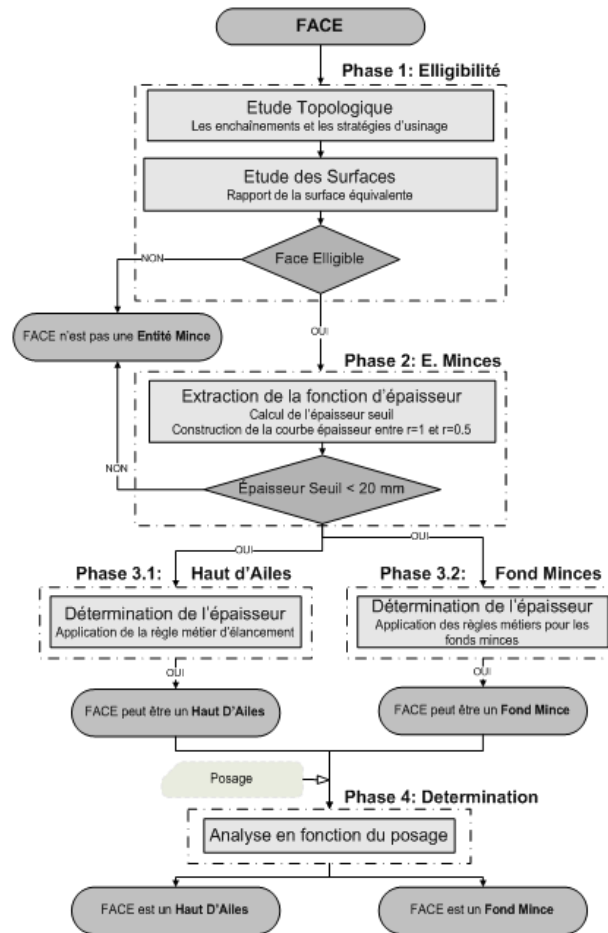 FACE
Phase 1: Elligibilité
Etude Topologique
Les enchaînements et les stratégies d'usinage
Etude des Surfaces
Rapport de la surface équivalente
Face Elligible
NON
OUI
FACE n'est pas une Entité Mince
Phase 2: E. Minces
Extraction de la fonction d'épaisseur
Calcul de l'épaisseur seuil
Construction de la courbe épaisseur entre r=1 et r=0.5
NON
Épaisseur Seuil < 20 mm
OUI
OUI
Phase 3.1: Haut d'Ailes
Phase 3.2: Fond Minces
Détermination de l'épaisseur
Application de la règle métier d'élancement
Détermination de l'épaisseur
Application des règles métiers pour les
fonds minces
OUI
OUI
FACE peut être un Haut D'Ailes
FACE peut être un Fond Mince
Posage
Phase 4: Determination
Analyse en fonction du posage
FACE est un Haut D'Ailes
FACE est un Fond Mince